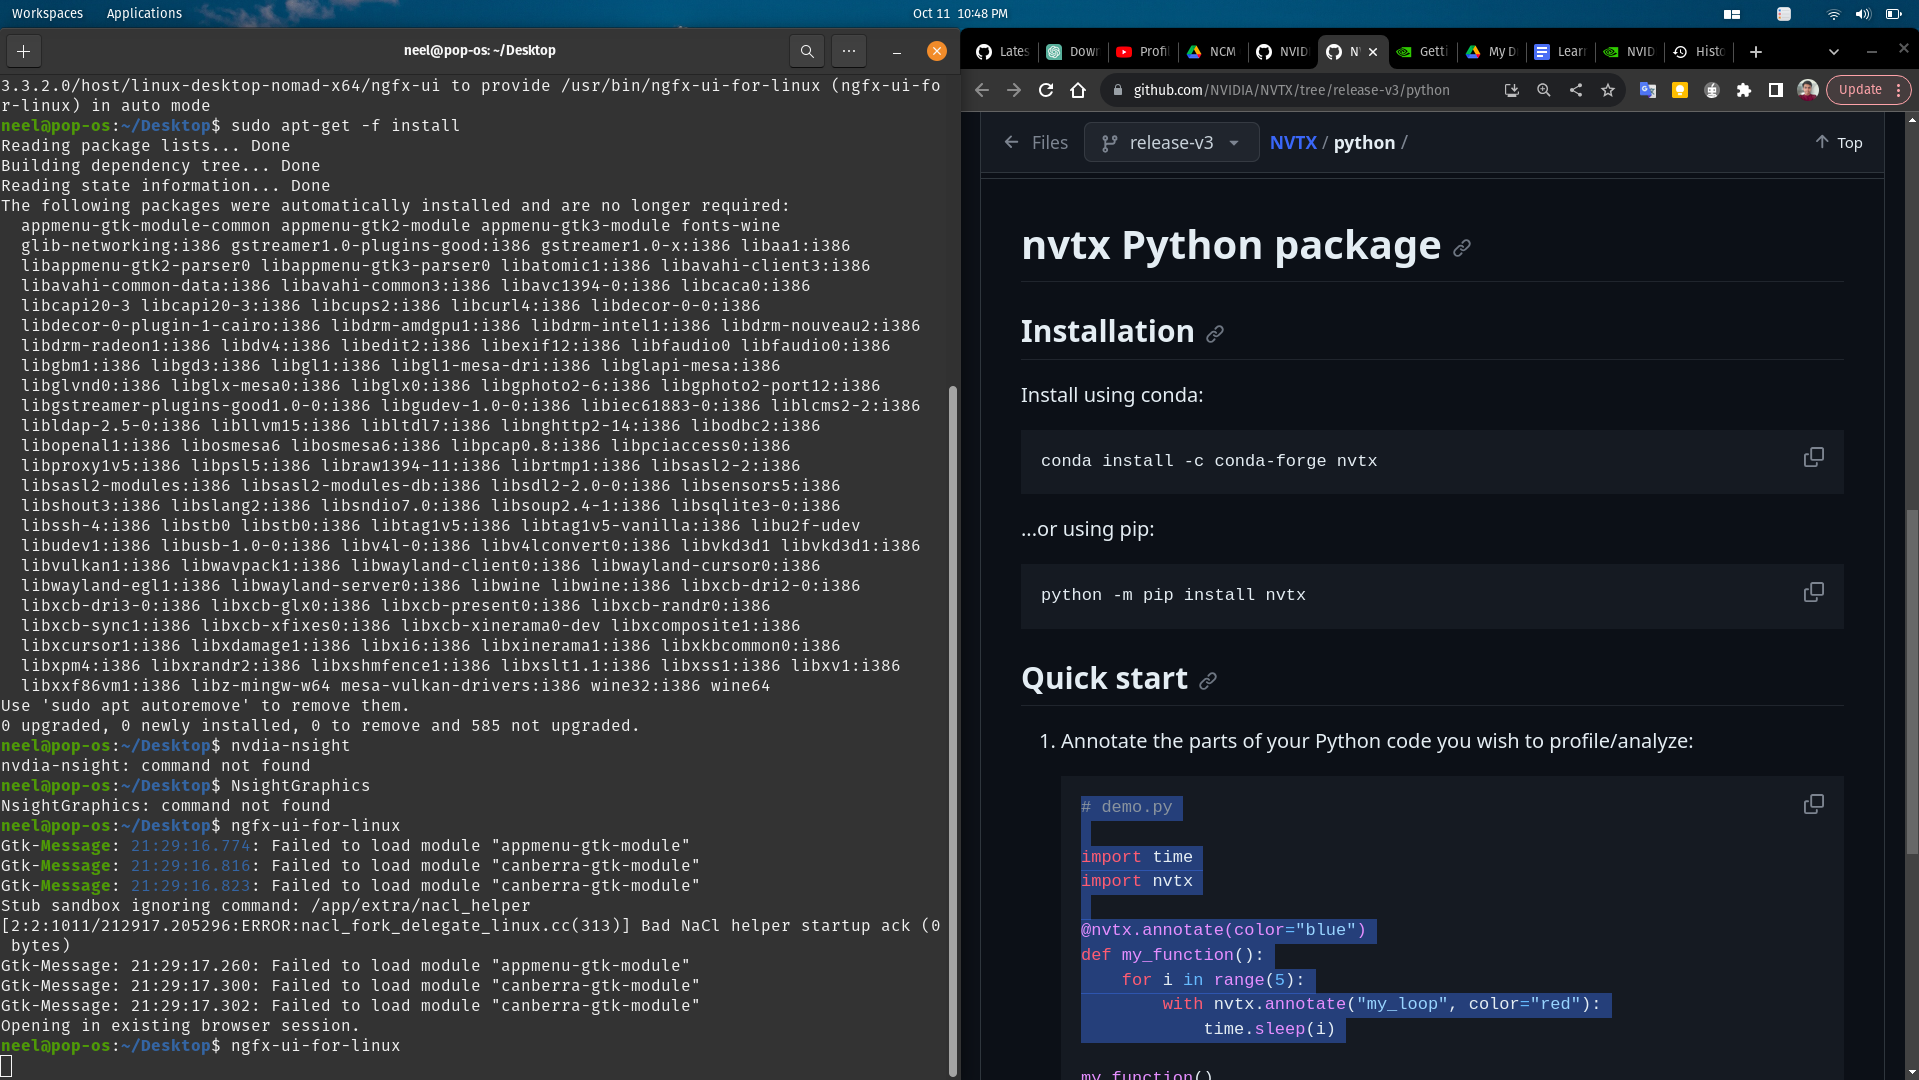 Workspaces Applications Oct 11 10:48 PM
neel@pop-os: ~/Desktop
3.3.2.0/host/linux-desktop-nomad-x64/ngfx-ui to provide /usr/bin/ngfx-ui-for-linux (ngfx-ui-fo
r-linux) in auto mode
neel@pop-os:~/Desktop$ sudo apt-get -f install
Reading package lists... Done
Building dependency tree... Done
Reading state information... Done
The following packages were automatically installed and are no longer required:
appmenu-gtk-module-common appmenu-gtk2-module appmenu-gtk3-module fonts-wine
glib-networking:i386 gstreamer1.0-plugins-good:i386 gstreamer1.0-x:i386 libaa1:i386
libappmenu-gtk2-parser0 libappmenu-gtk3-parser0 libatomic1:i386 libavahi-client3:i386
libavahi-common-data:i386 libavahi-common3:i386 libavc1394-0:i386 libcaca0:i386
libcapi20-3 libcapi20-3:i386 libcups2:i386 libcurl4:i386 libdecor-0-0:i386
libdecor-0-plugin-1-cairo:i386 libdrm-amdgpu1:i386 libdrm-intel1:i386 libdrm-nouveau2:i386
libdrm-radeon1:i386 libdv4:i386 libedit2:i386 libexif12:i386 libfaudio0 libfaudio0:i386
libgbm1:i386 libgd3:i386 libgl1:i386 libgl1-mesa-dri:i386 libglapi-mesa:i386
libglvnd0:i386 libglx-mesa0:i386 libglx0:i386 libgphoto2-6:i386 libgphoto2-port12:i386
libgstreamer-plugins-good1.0-0:i386 libgudev-1.0-0:i386 libiec61883-0:i386 liblcms2-2:i386
libldap-2.5-0:i386 libllvm15:i386 libltdl7:i386 libnghttp2-14:i386 libodbc2:i386
libopenal1:i386 libosmesa6 libosmesa6:i386 libpcap0.8:i386 libpciaccess0:i386
libproxy1v5:i386 libpsl5:i386 libraw1394-11:i386 librtmp1:i386 libsasl2-2:i386
libsasl2-modules:i386 libsasl2-modules-db:i386 libsdl2-2.0-0:i386 libsensors5:i386
libshout3:i386 libslang2:i386 libsndio7.0:i386 libsoup2.4-1:i386 libsqlite3-0:i386
libssh-4:i386 libstb0 libstb0:i386 libtag1v5:i386 libtag1v5-vanilla:i386 libu2f-udev
libudev1:i386 libusb-1.0-0:i386 libv4l-0:i386 libv4lconvert0:i386 libvkd3d1 libvkd3d1:i386
libvulkan1:i386 libwavpack1:i386 libwayland-client0:i386 libwayland-cursor0:i386
libwayland-egl1:i386 libwayland-server0:i386 libwine libwine:i386 libxcb-dri2-0:i386
libxcb-dri3-0:i386 libxcb-glx0:i386 libxcb-present0:i386 libxcb-randr0:i386
libxcb-sync1:i386 libxcb-xfixes0:i386 libxcb-xinerama0-dev libxcomposite1:i386
libxcursor1:i386 libxdamage1:i386 libxi6:i386 libxinerama1:i386 libxkbcommon0:i386
libxpm4:i386 libxrandr2:i386 libxshmfence1:i386 libxslt1.1:i386 libxss1:i386 libxv1:i386
libxxf86vm1:i386 libz-mingw-w64 mesa-vulkan-drivers:i386 wine32:i386 wine64
Use 'sudo apt autoremove' to remove them.
0 upgraded, 0 newly installed, 0 to remove and 585 not upgraded.
neel@pop-os:~/Desktop$ nvdia-nsight
nvdia-nsight: command not found
neel@pop-os:~/Desktop$ NsightGraphics
NsightGraphics: command not found
neel@pop-os:~/Desktop$ ngfx-ui-for-linux
Gtk-Message: 21:29:16.774: Failed to load module "appmenu-gtk-module"
Gtk-Message: 21:29:16.816: Failed to load module "canberra-gtk-module"
Gtk-Message: 21:29:16.823: Failed to load module "canberra-gtk-module"
Stub sandbox ignoring command: /app/extra/nacl_helper
[2:2:1011/212917.205296:ERROR:nacl_fork_delegate_linux.cc(313)] Bad NaCl helper startup ack (0
bytes)
Gtk-Message: 21:29:17.260: Failed to load module "appmenu-gtk-module"
Gtk-Message: 21:29:17.300: Failed to load module "canberra-gtk-module"
Gtk-Message: 21:29:17.302: Failed to load module "canberra-gtk-module"
Opening in existing browser session.
neel@pop-os:~/Desktop$ ngfx-ui-for-linux
Lates Down Profi NCM NVID N Getti My D Learn NVID Histo
github.com/NVIDIA/NVTX/tree/release-v3/python Update
Files release-v3 NVTX / python / Top
nvtx Python package
Installation
Install using conda:
conda install -c conda-forge nvtx
...or using pip:
python -m pip install nvtx
Quick start
1. Annotate the parts of your Python code you wish to profile/analyze:
# demo.py
import time
import nvtx
@nvtx.annotate(color="blue")
def my_function():
for i in range(5):
with nvtx.annotate("my_loop", color="red"):
time.sleep(i)
my_function()